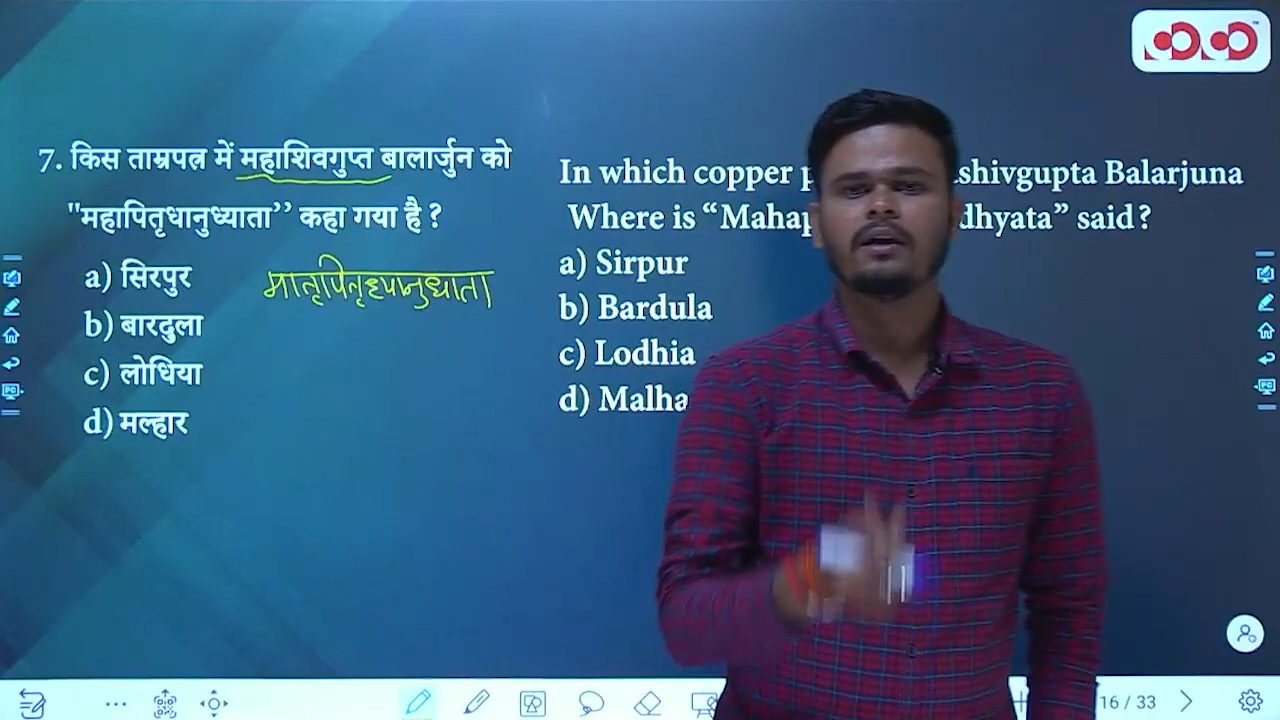 7. किस ताम्रपत्र में महाशिवगुप्त बालार्जुन को
"महापितृधानुध्याता’’ कहा गया है ?
a) सिरपुर
b) बारदुला
c) लोधिया
d) मल्हार
In which copper shivgupta Balarjuna
Where is “Mahap dhyata” said?
a) Sirpur
b) Bardula
c) Lodhia
d) Malha
16 / 33